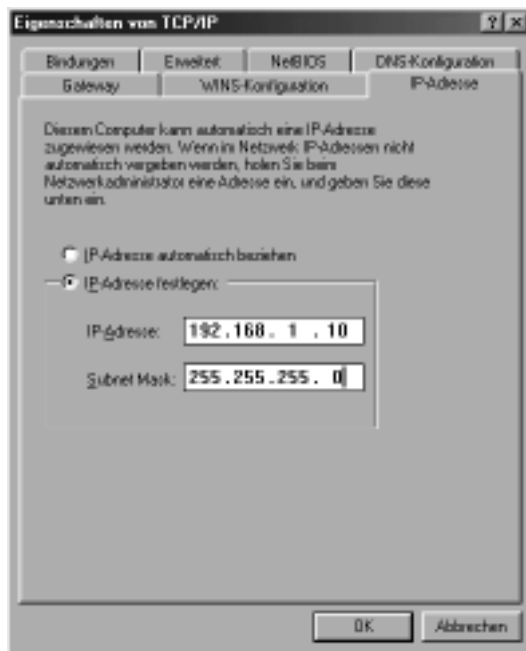 Eigenschaften von TCP/IP
Bindungen Erweitert NetBIOS DNS-Konfiguration
Gateway WINS-Konfiguration IP-Adresse
Diesem Computer kann automatisch eine IP-Adresse
zugewiesen werden. Wenn im Netzwerk IP-Adressen nicht
automatisch vergeben werden, holen Sie beim
Netzwerkadministrator eine Adresse ein, und geben Sie diese
unten ein.
IP-Adresse automatisch beziehen
IP-Adresse festlegen:
IP-Adresse: 192.168. 1 .10
Subnet Mask: 255.255.255. 0
OK Abbrechen